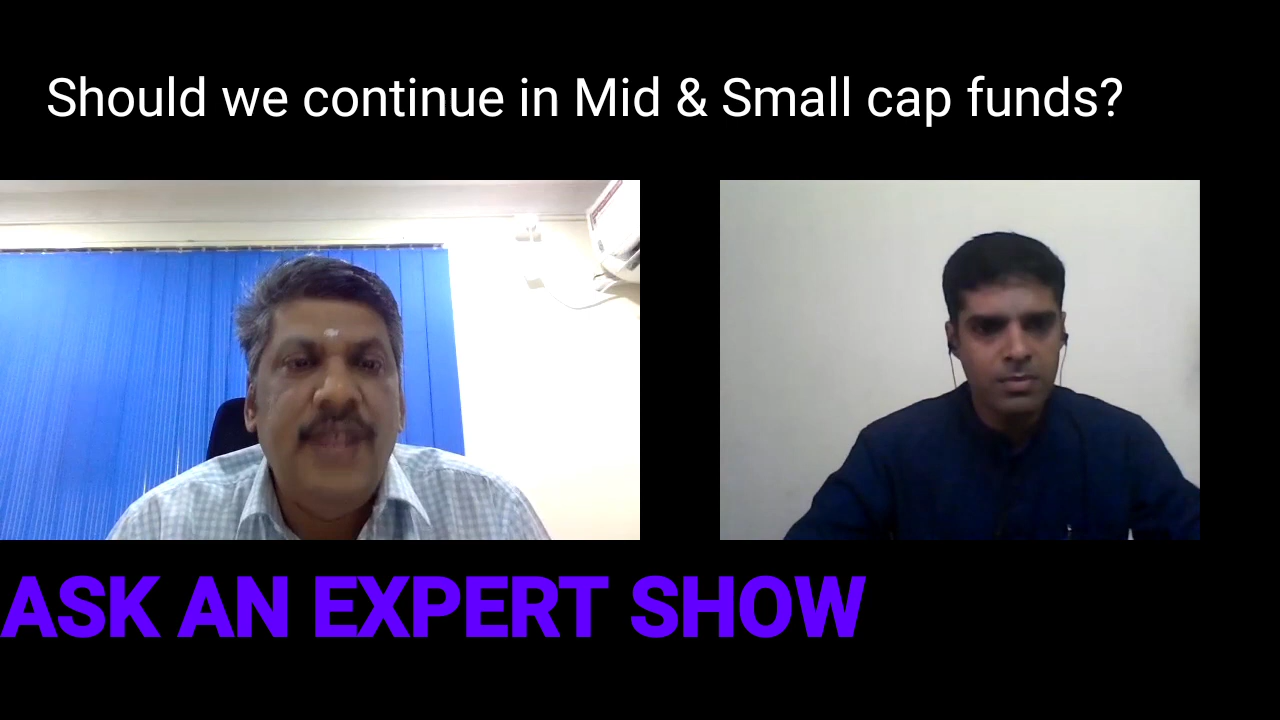 Should we continue in Mid & Small cap funds?
ASK AN EXPERT SHOW